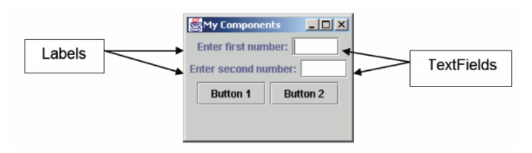 My Components
Labels
Enter first number:
Enter second number:
TextFields
Button 1 Button 2